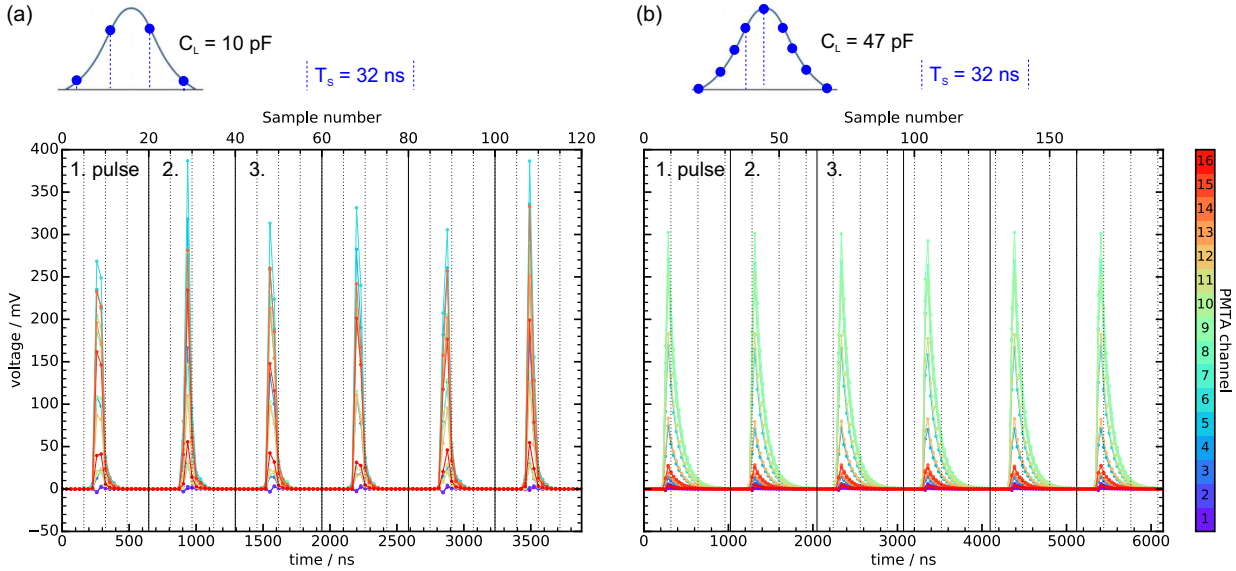 (a)
C_L = 10 pF
T_S = 32 ns
Sample number
0 20 40 60 80 100 120
1. pulse 2. 3.
400
350
300
250
200
150
100
50
0
−50
voltage / mV
0 500 1000 1500 2000 2500 3000 3500
time / ns
(b)
C_L = 47 pF
T_S = 32 ns
Sample number
0 50 100 150
1. pulse 2. 3.
0 1000 2000 3000 4000 5000 6000
time / ns
16
15
14
13
12
11
10
9
8
7
6
5
4
3
2
1
PMTA channel